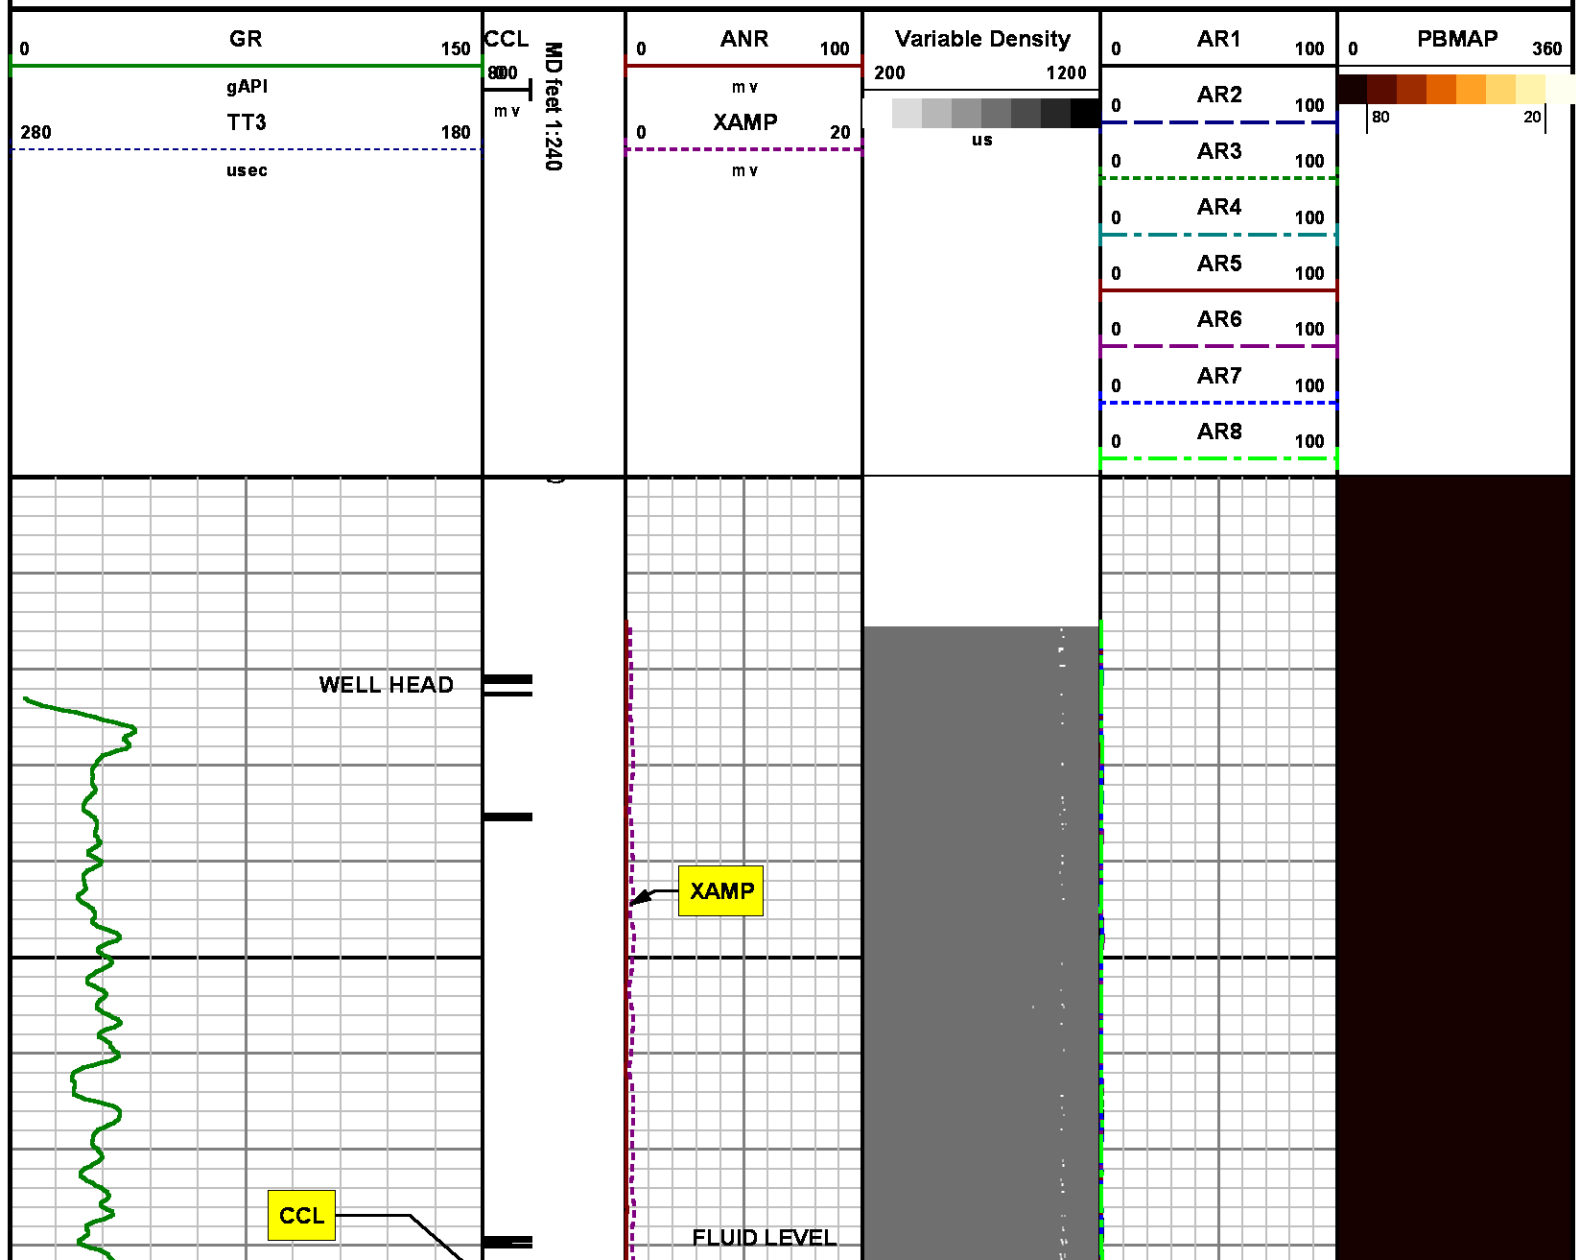 0 GR 150
gAPI
280 TT3 180
usec
CCL
800
mv
MD feet 1:240
0 ANR 100
mv
0 XAMP 20
mv
Variable Density
200 1200
us
0 AR1 100
0 AR2 100
0 AR3 100
0 AR4 100
0 AR5 100
0 AR6 100
0 AR7 100
0 AR8 100
0 PBMAP 360
80 20
WELL HEAD
XAMP
CCL
FLUID LEVEL